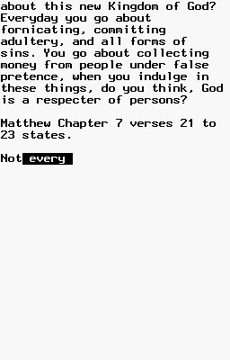 about this new Kingdom of God?
Everyday you go about
fornicating, committing
adultery, and all forms of
sins. You go about collecting
money from people under false
pretence, when you indulge in
these things, do you think, God
is a respecter of persons?
Matthew Chapter 7 verses 21 to
23 states.
Not every